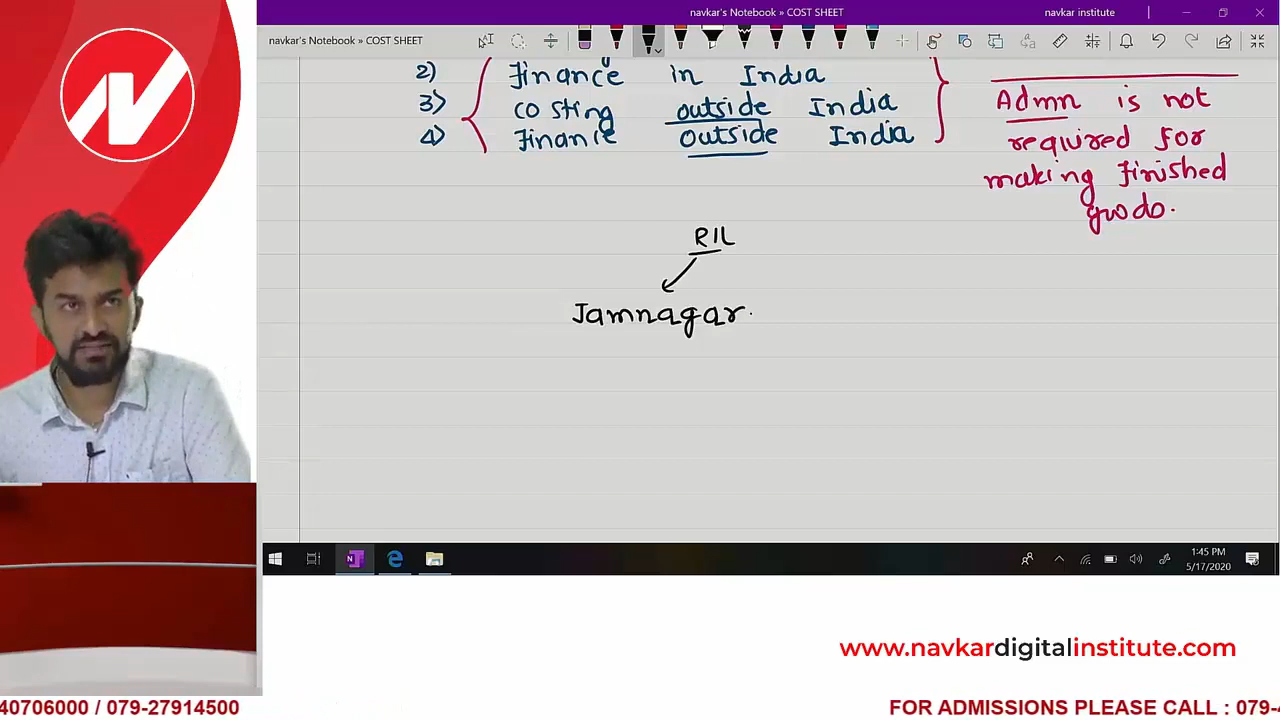 navkar's Notebook » COST SHEET
navkar institute
navkar's Notebook » COST SHEET
2) Finance in India
3) costing outside India
4) Finance outside India
Admn is not
required for
making Finished
goods.
RIL
Jamnagar.
1:45 PM
5/17/2020
www.navkardigitalinstitute.com
40706000 / 079-27914500
FOR ADMISSIONS PLEASE CALL : 079-